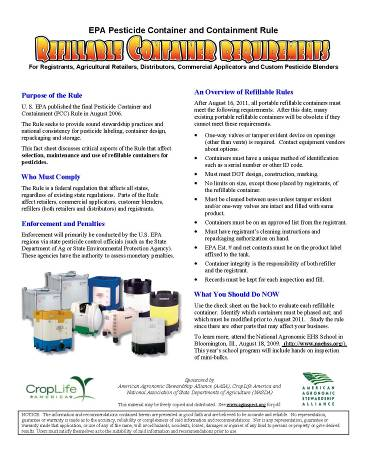 EPA Pesticide Container and Containment Rule
REFILLABLE CONTAINER REQUIREMENTS
For Registrants, Agricultural Retailers, Distributors, Commercial Applicators and Custom Pesticide Blenders
Purpose of the Rule
U. S. EPA published the final Pesticide Container and
Containment (PCC) Rule in August 2006.
The Rule seeks to provide sound stewardship practices and
national consistency for pesticide labeling, container design,
repackaging and storage.
This fact sheet discusses critical aspects of the Rule that affect
selection, maintenance and use of refillable containers for
pesticides.
Who Must Comply
The Rule is a federal regulation that affects all states,
regardless of existing state regulations. Parts of the Rule
affect retailers, commercial applicators, customer blenders,
refillers (both retailers and distributors) and registrants.
Enforcement and Penalties
Enforcement will primarily be conducted by the U.S. EPA
regions via state pesticide control officials (such as the State
Department of Ag or State Environmental Protection Agency).
These agencies have the authority to assess monetary penalties.
An Overview of Refillable Rules
After August 16, 2011, all portable refillable containers must
meet the following requirements. After this date, many
existing portable refillable containers will be obsolete if they
cannot meet these requirements.
• One-way valves or tamper evident device on openings
(other than vents) is required. Contact equipment vendors
about options.
• Containers must have a unique method of identification
such as a serial number or other ID code.
• Must meet DOT design, construction, marking.
• No limits on size, except those placed by registrants, of
the refillable container.
• Must be cleaned between uses unless tamper evident
and/or one-way valves are intact and filled with same
product.
• Containers must be on an approved list from the registrant.
• Must have registrant's cleaning instructions and
repackaging authorization on hand.
• EPA Est. # and net contents must be on the product label
affixed to the tank.
• Container integrity is the responsibility of both refiller
and the registrant.
• Records must be kept for each inspection and fill.
What You Should Do NOW
Use the check sheet on the back to evaluate each refillable
container. Identify which containers must be phased out, and
which must be modified prior to August 2011. Study the rule
since there are other parts that may affect your business.
To learn more, attend the National Agronomic EHS School in
Bloomington, IL, August 18, 2009. (http://www.naehss.org/).
This year's school program will include hands on inspection
of mini-bulks.
CropLife
AMERICA
Sponsored by
American Agronomic Stewardship Alliance (AASA), CropLife America and
National Association of State Departments of Agriculture (NASDA)
This material may be freely copied and distributed. See www.aginspect.org for pdf.
AMERICAN
AGRONOMIC
STEWARDSHIP
ALLIANCE
NOTICE: The information and recommendations contained herein are presented in good faith and are believed to be accurate and reliable. No representation,
guarantee or warranty is made as to the accuracy, reliability or completeness of said information and recommendations. Nor is any representation, guarantee or
warranty made that application, or use of any of the same, will avoid hazards, accidents, losses, damages or injury of any kind to persons or property or give desired
results. Users must satisfy themselves as to the suitability of said information and recommendations prior to use.